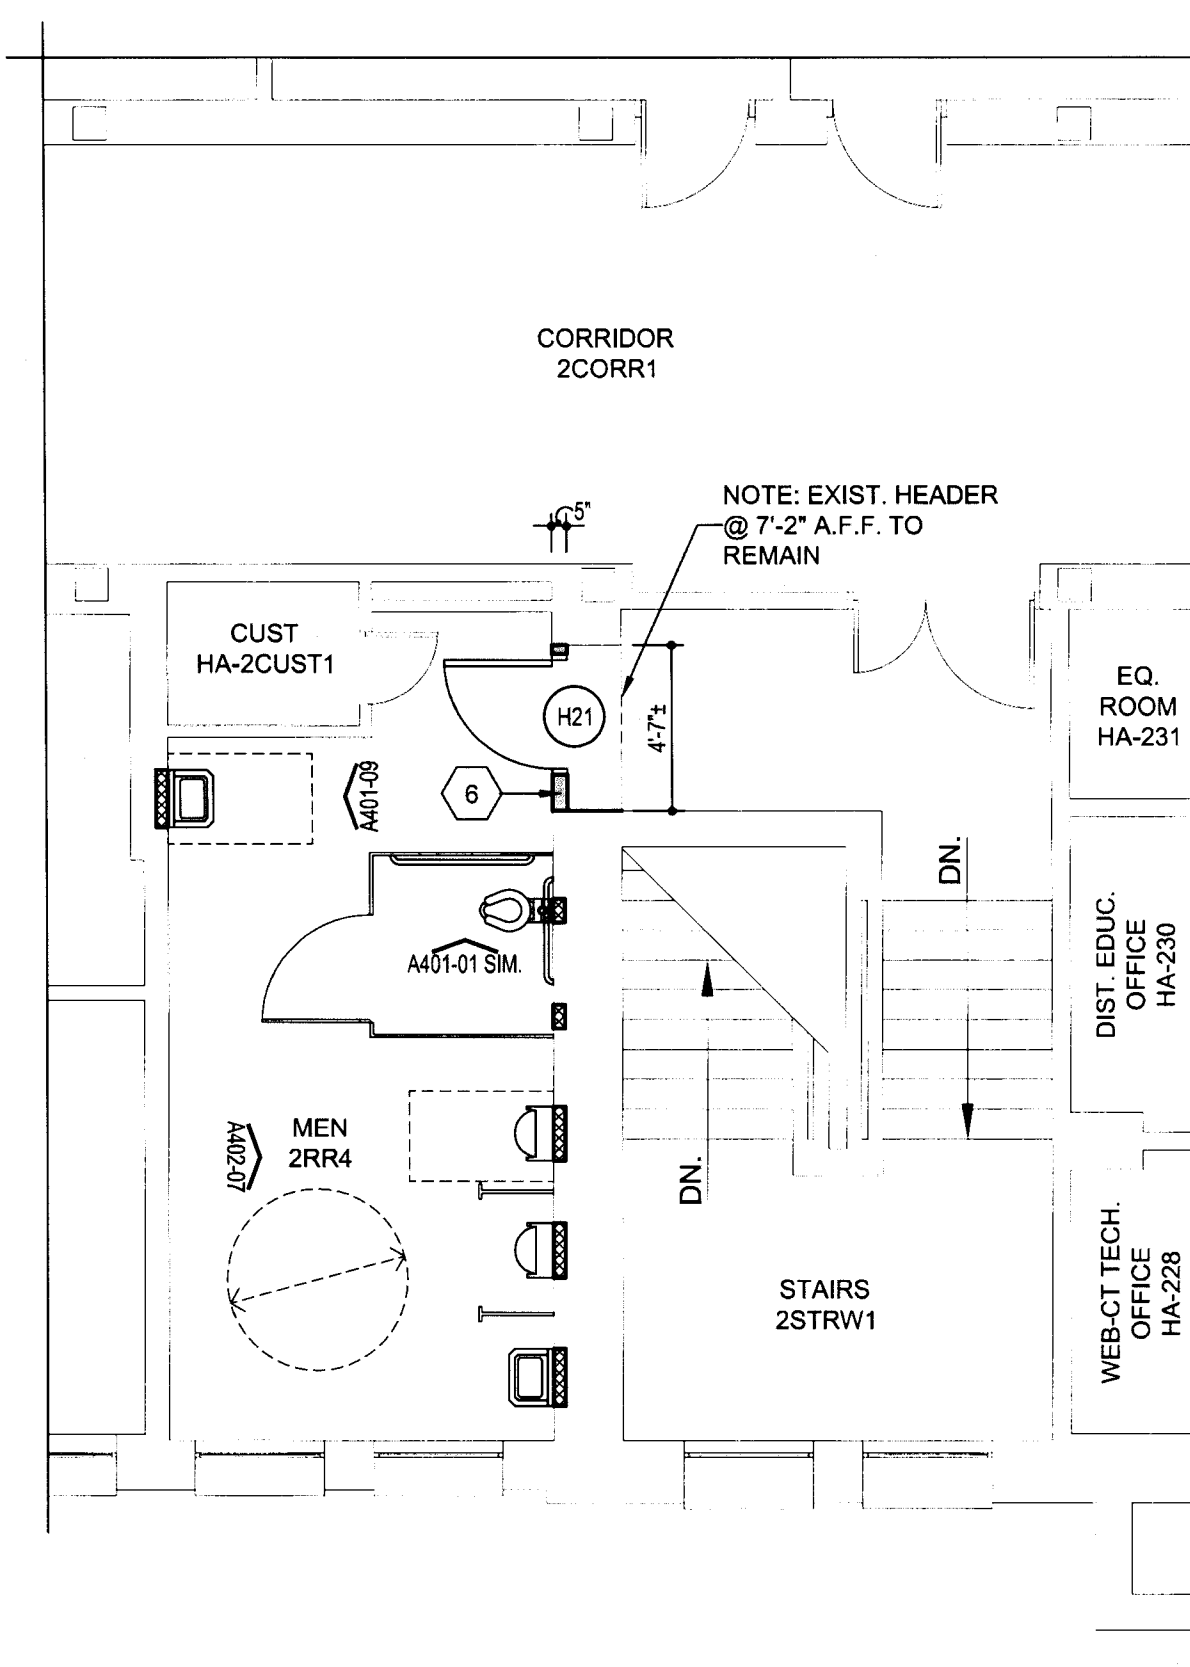 CORRIDOR
2CORR1
NOTE: EXIST. HEADER
@ 7'-2" A.F.F. TO
REMAIN
5"
CUST
HA-2CUST1
EQ.
ROOM
HA-231
H21
4'-7"±
6
A401-09
DN.
A401-01 SIM.
DIST. EDUC.
OFFICE
HA-230
MEN
2RR4
A402-07
DN.
STAIRS
2STRW1
WEB-CT TECH.
OFFICE
HA-228